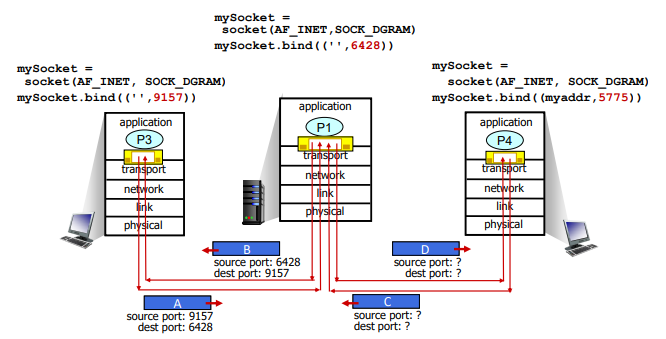 mySocket =
socket(AF_INET,SOCK_DGRAM)
mySocket.bind(('',6428))
mySocket =
socket(AF_INET, SOCK_DGRAM)
mySocket.bind(('',9157))
mySocket =
socket(AF_INET, SOCK_DGRAM)
mySocket.bind((myaddr,5775))
application
P3
transport
network
link
physical
application
P1
transport
network
link
physical
application
P4
transport
network
link
physical
B
source port: 6428
dest port: 9157
D
source port: ?
dest port: ?
A
source port: 9157
dest port: 6428
C
source port: ?
dest port: ?